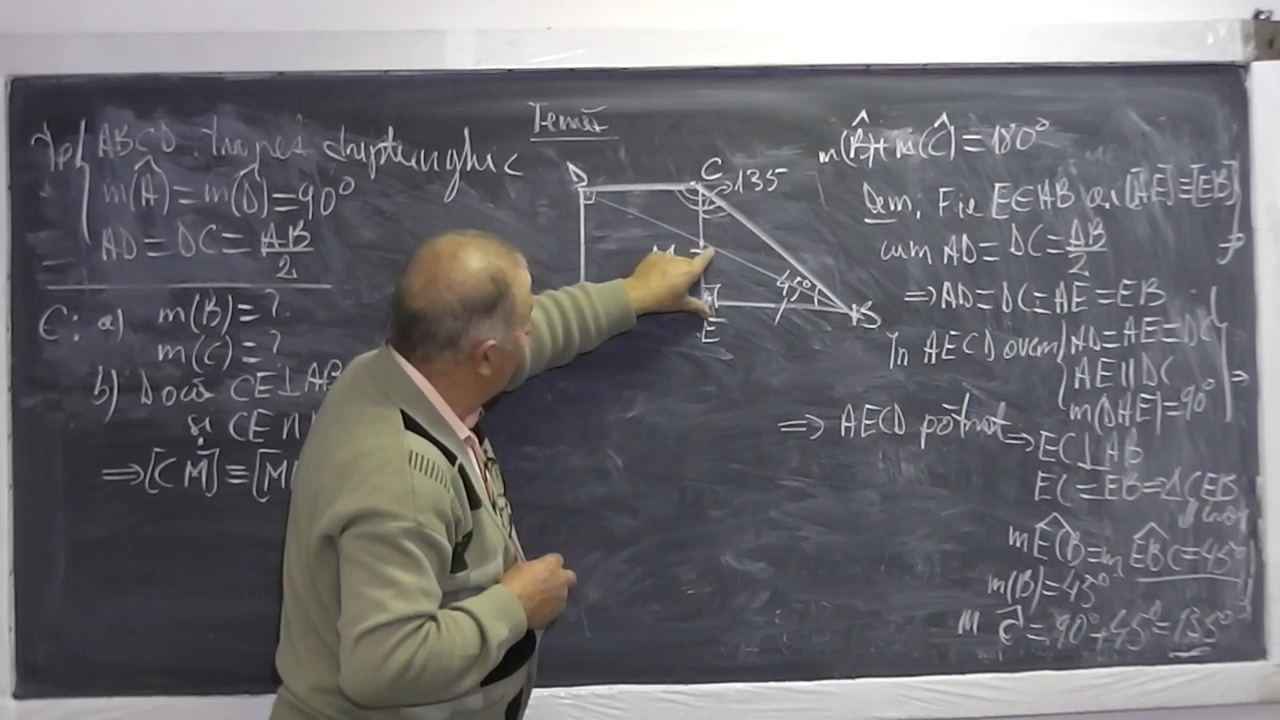 Temă
Ip{ ABCD trapez dreptunghic
m(Â) = m(D̂) = 90°
AD = DC = AB/2
C: a) m(B) = ?
m(C) = ?
b) Dacă CE⊥AB
și CE∩
⇒ [CM] ≡ [M
D C 135
M 45° B
E
m(B̂) + m(Ĉ) = 180°
Dem. Fie E∈AB a.i [AE] ≡ [EB]
cum AD = DC = AB/2 ⇒
⇒ AD = DC = AE = EB
În AECD avem { AD = AE = DC
AE ∥ DC ⇒
m(DAE) = 90°
⇒ AECD pătrat ⇒ EC⊥AB
EC = EB ⇒ ΔCEB
m ECB = m EBC = 45°
m(B) = 45°
m Ĉ = 90° + 45° = 135°